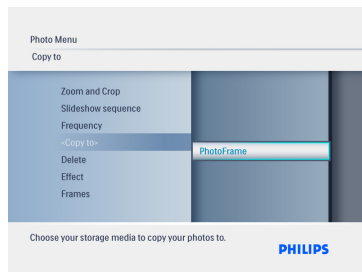 Photo Menu
Copy to
Zoom and Crop
Slideshow sequence
Frequency
<Copy to>
PhotoFrame
Delete
Effect
Frames
Choose your storage media to copy your photos to.
PHILIPS